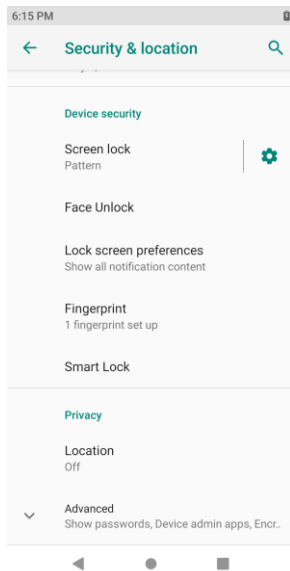 6:15 PM
Security & location
Device security
Screen lock
Pattern
Face Unlock
Lock screen preferences
Show all notification content
Fingerprint
1 fingerprint set up
Smart Lock
Privacy
Location
Off
Advanced
Show passwords, Device admin apps, Encr..